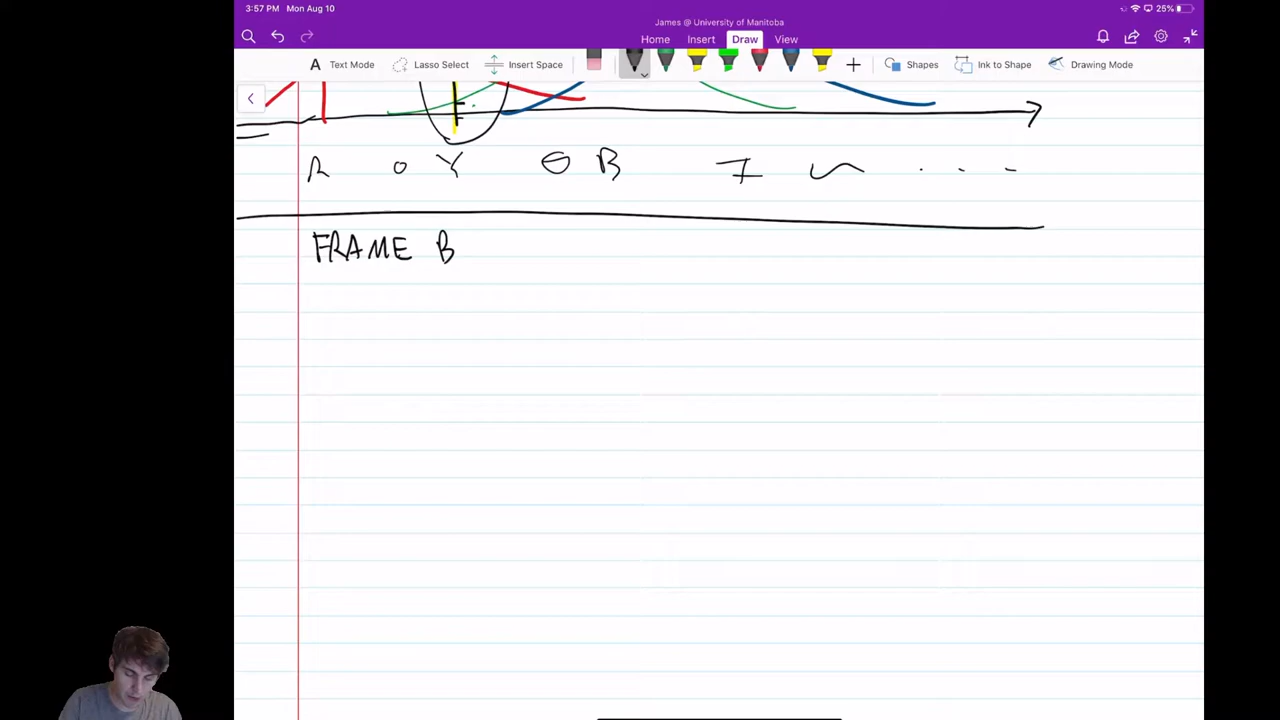 3:57 PM Mon Aug 10
25%
James @ University of Manitoba
Home Insert Draw View
Text Mode Lasso Select Insert Space Shapes Ink to Shape Drawing Mode
R O Y G B I
FRAME B